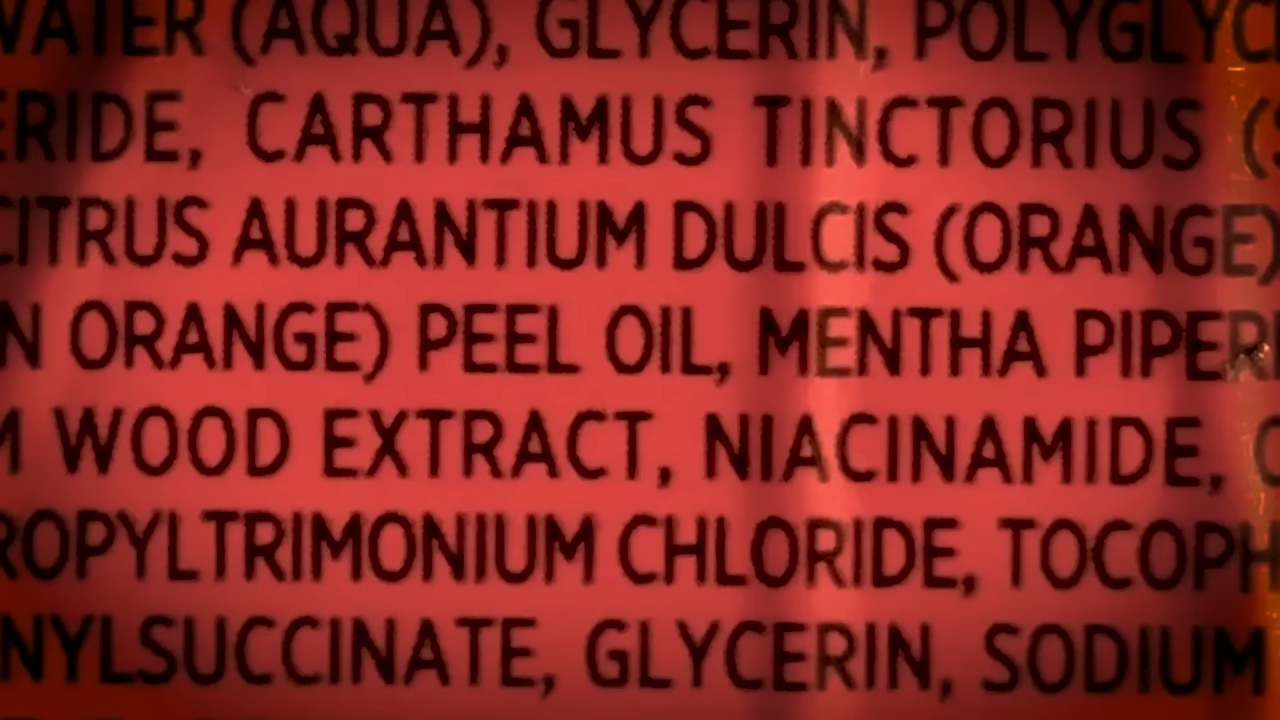 WATER (AQUA), GLYCERIN, POLYGLYC
ERIDE, CARTHAMUS TINCTORIUS (S
CITRUS AURANTIUM DULCIS (ORANGE)
N ORANGE) PEEL OIL, MENTHA PIPERI
M WOOD EXTRACT, NIACINAMIDE, C
ROPYLTRIMONIUM CHLORIDE, TOCOPH
NYLSUCCINATE, GLYCERIN, SODIUM